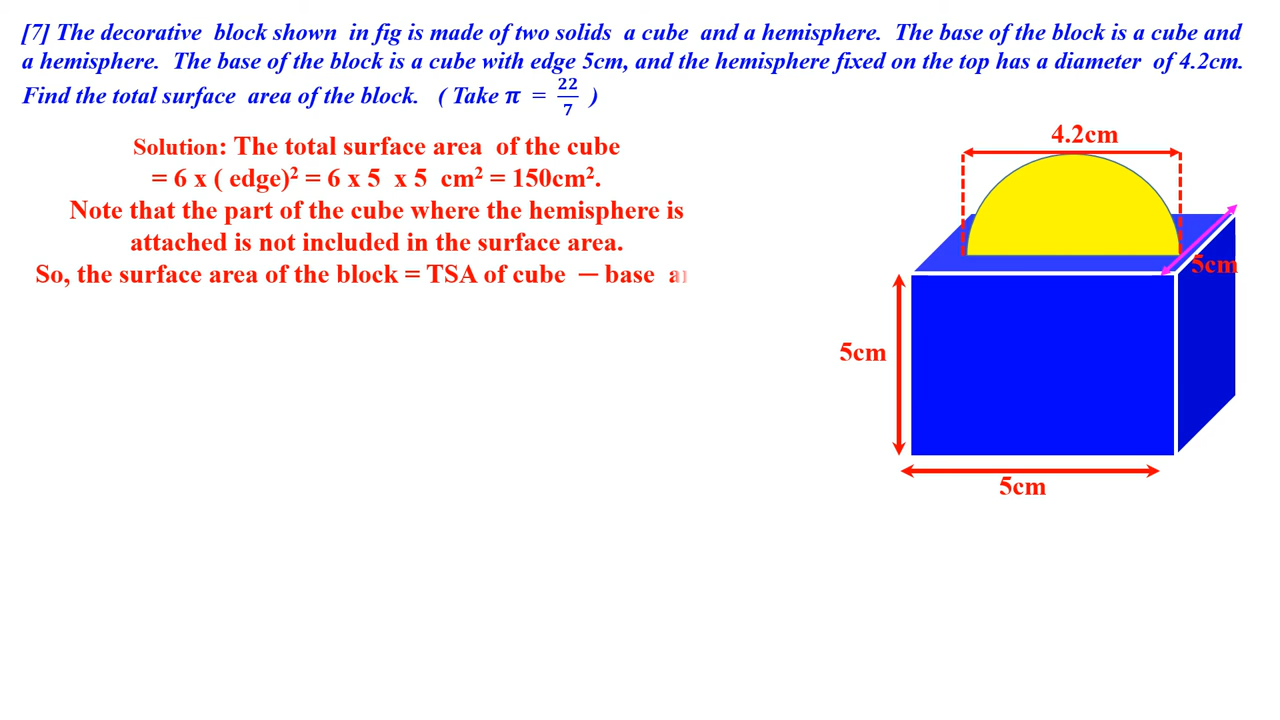 [7] The decorative block shown in fig is made of two solids a cube and a hemisphere. The base of the block is a cube and
a hemisphere. The base of the block is a cube with edge 5cm, and the hemisphere fixed on the top has a diameter of 4.2cm.
Find the total surface area of the block. ( Take π = 22/7 )
Solution: The total surface area of the cube
= 6 x ( edge)² = 6 x 5 x 5 cm² = 150cm².
Note that the part of the cube where the hemisphere is
attached is not included in the surface area.
So, the surface area of the block = TSA of cube — base
4.2cm
5cm
5cm
5cm